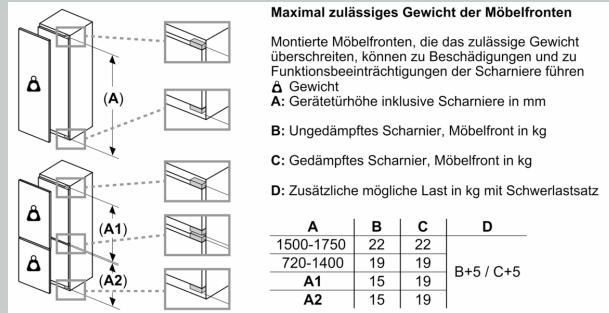 Maximal zulässiges Gewicht der Möbelfronten
Montierte Möbelfronten, die das zulässige Gewicht
überschreiten, können zu Beschädigungen und zu
Funktionsbeeinträchtigungen der Scharniere führen
Gewicht
A: Gerätetürhöhe inklusive Scharniere in mm
B: Ungedämpftes Scharnier, Möbelfront in kg
C: Gedämpftes Scharnier, Möbelfront in kg
D: Zusätzliche mögliche Last in kg mit Schwerlastsatz
A B C D
1500-1750 22 22
720-1400 19 19
B+5 / C+5
A1 15 19
A2 15 19
(A)
(A1)
(A2)